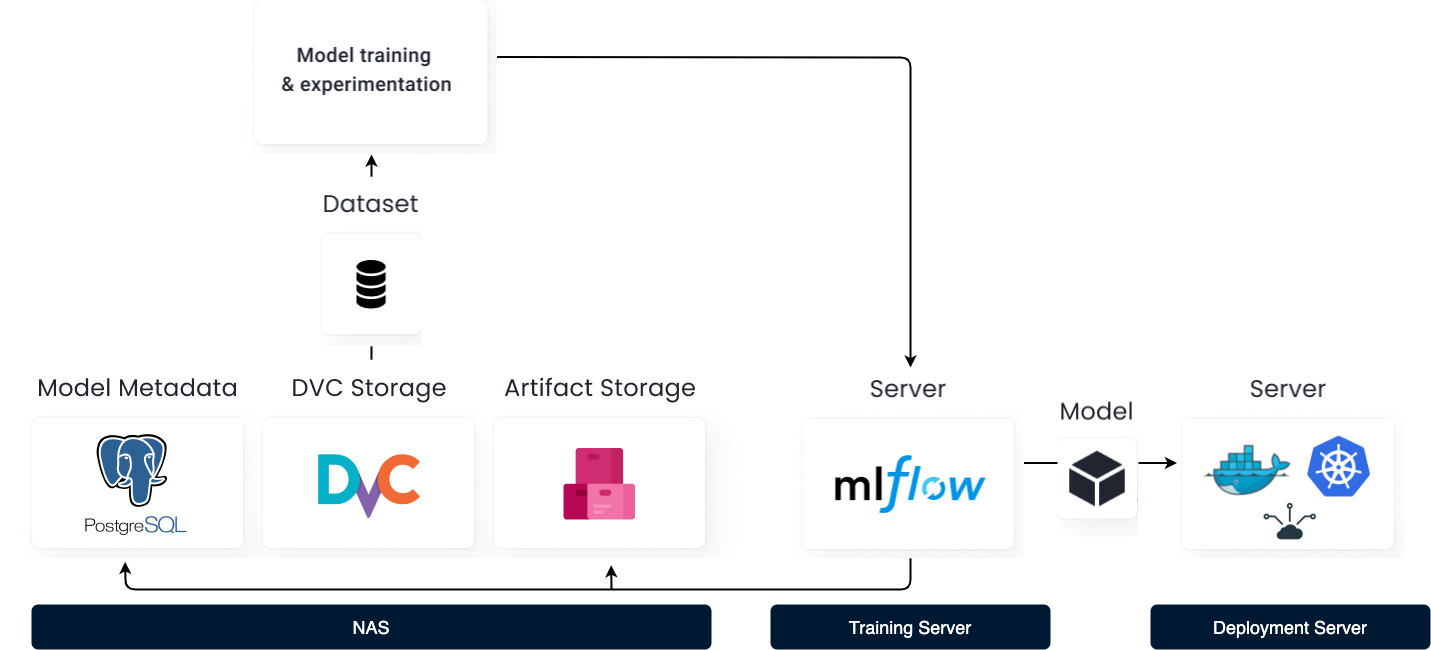 Model training
& experimentation
Dataset
Model Metadata
DVC Storage
Artifact Storage
Server
Model
Server
PostgreSQL
DVC
mlflow
NAS
Training Server
Deployment Server